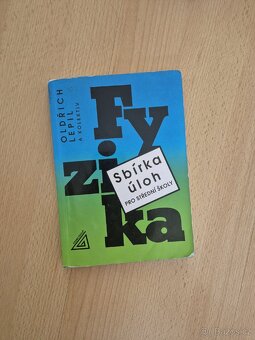 OLDŘICH
LEPIL
A KOLEKTIV
Fy
zi
ka
Sbírka
úloh
PRO STŘEDNÍ ŠKOLY